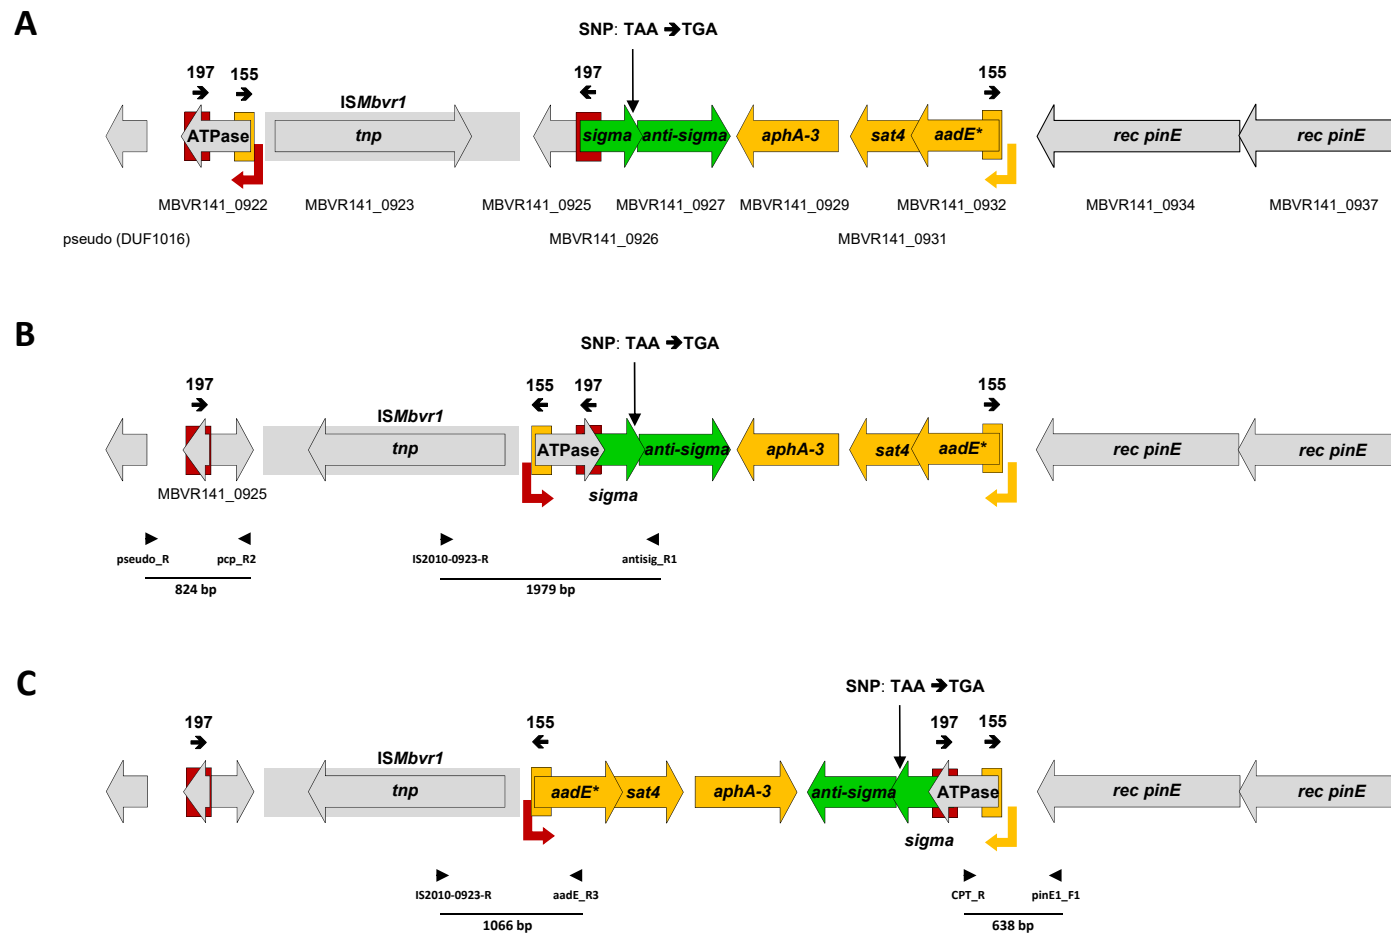 A
SNP: TAA ➔TGA
197 155 197 155
ISMbvr1
ATPase tnp sigma anti-sigma aphA-3 sat4 aadE* rec pinE rec pinE
MBVR141_0922 MBVR141_0923 MBVR141_0925 MBVR141_0927 MBVR141_0929 MBVR141_0932 MBVR141_0934 MBVR141_0937
pseudo (DUF1016) MBVR141_0926 MBVR141_0931
B
SNP: TAA ➔TGA
197 155 197 155
ISMbvr1
tnp ATPase anti-sigma aphA-3 sat4 aadE* rec pinE rec pinE
MBVR141_0925 sigma
pseudo_R pcp_R2 IS2010-0923-R antisig_R1
824 bp 1979 bp
C
SNP: TAA ➔TGA
197 155 197 155
ISMbvr1
tnp aadE* sat4 aphA-3 anti-sigma ATPase rec pinE rec pinE
sigma
IS2010-0923-R aadE_R3 CPT_R pinE1_F1
1066 bp 638 bp